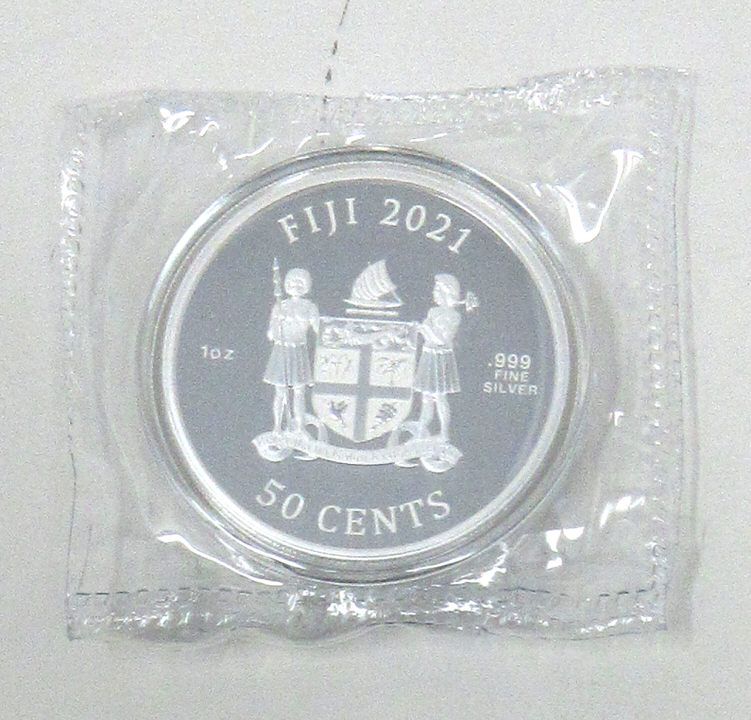 FIJI 2021
1oz
.999
FINE
SILVER
50 CENTS